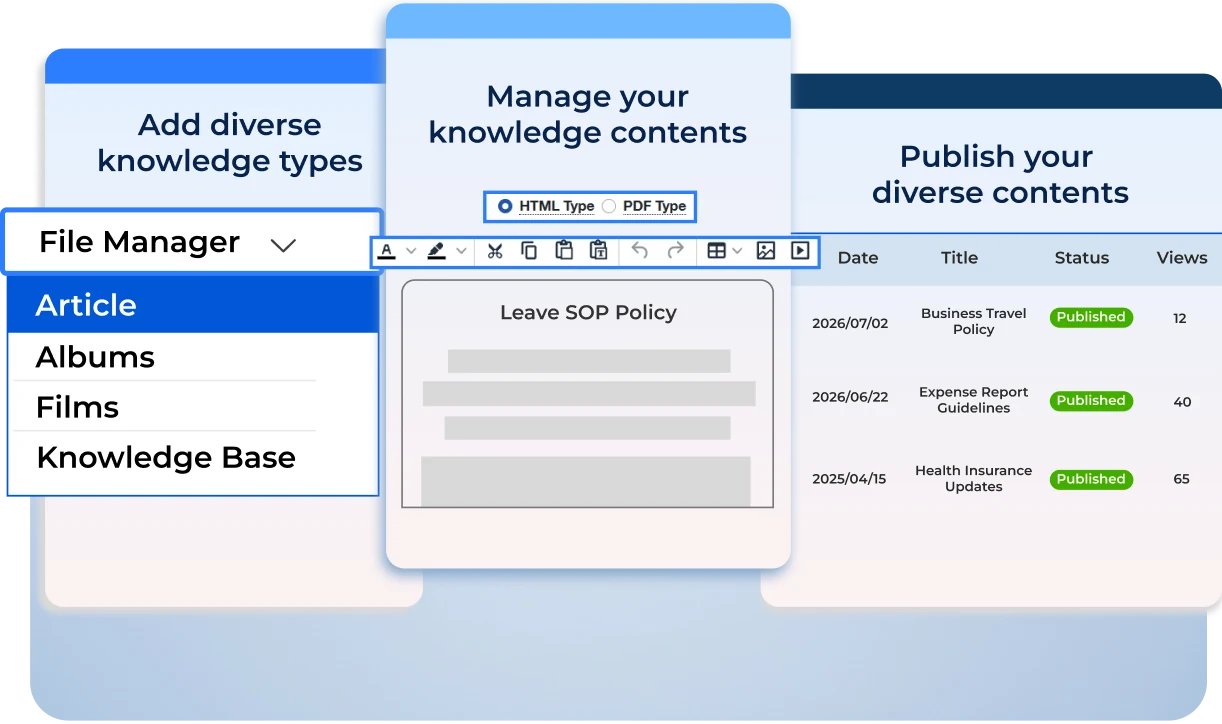 Add diverse
knowledge types
File Manager
Article
Albums
Films
Knowledge Base
Manage your
knowledge contents
HTML Type PDF Type
A
Leave SOP Policy
Publish your
diverse contents
Date Title Status Views
2026/07/02 Business Travel Policy Published 12
2026/06/22 Expense Report Guidelines Published 40
2025/04/15 Health Insurance Updates Published 65